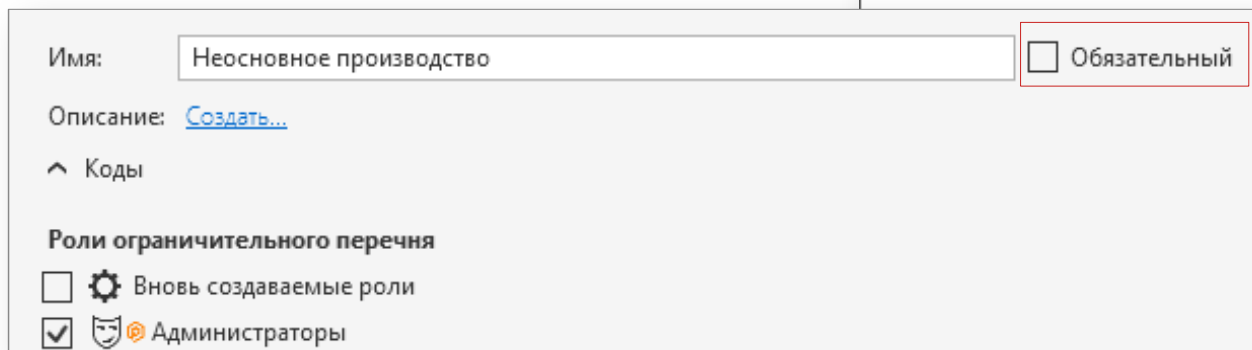 Имя: Неосновное производство Обязательный
Описание: Создать...
Коды
Роли ограничительного перечня
Вновь создаваемые роли
Администраторы